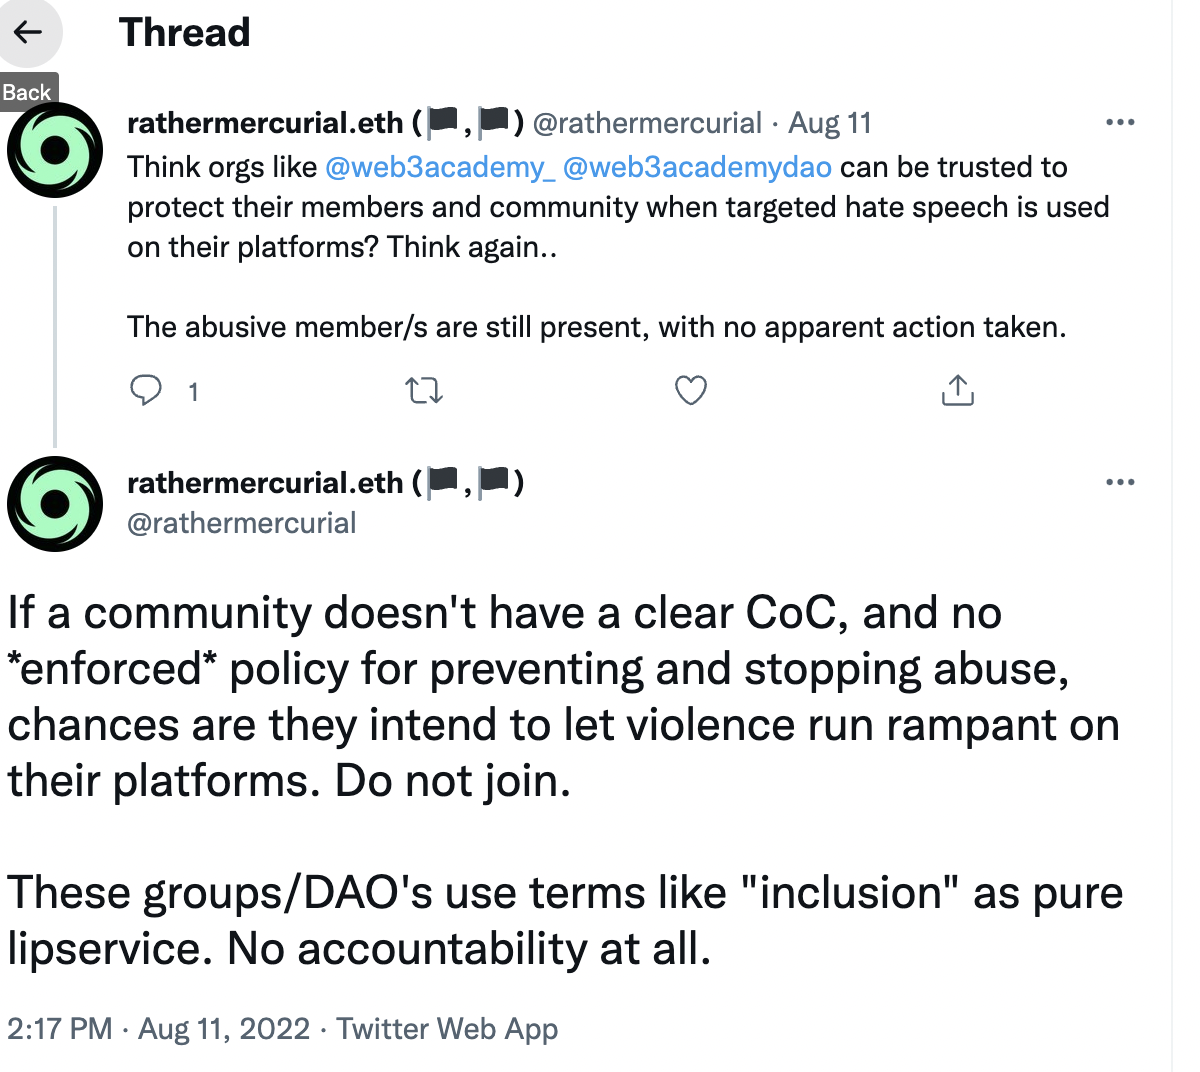 Thread
Back
rathermercurial.eth (🏴,🏴) @rathermercurial · Aug 11
Think orgs like @web3academy_ @web3academydao can be trusted to
protect their members and community when targeted hate speech is used
on their platforms? Think again..
The abusive member/s are still present, with no apparent action taken.
1
rathermercurial.eth (🏴,🏴)
@rathermercurial
If a community doesn't have a clear CoC, and no
*enforced* policy for preventing and stopping abuse,
chances are they intend to let violence run rampant on
their platforms. Do not join.
These groups/DAO's use terms like "inclusion" as pure
lipservice. No accountability at all.
2:17 PM · Aug 11, 2022 · Twitter Web App